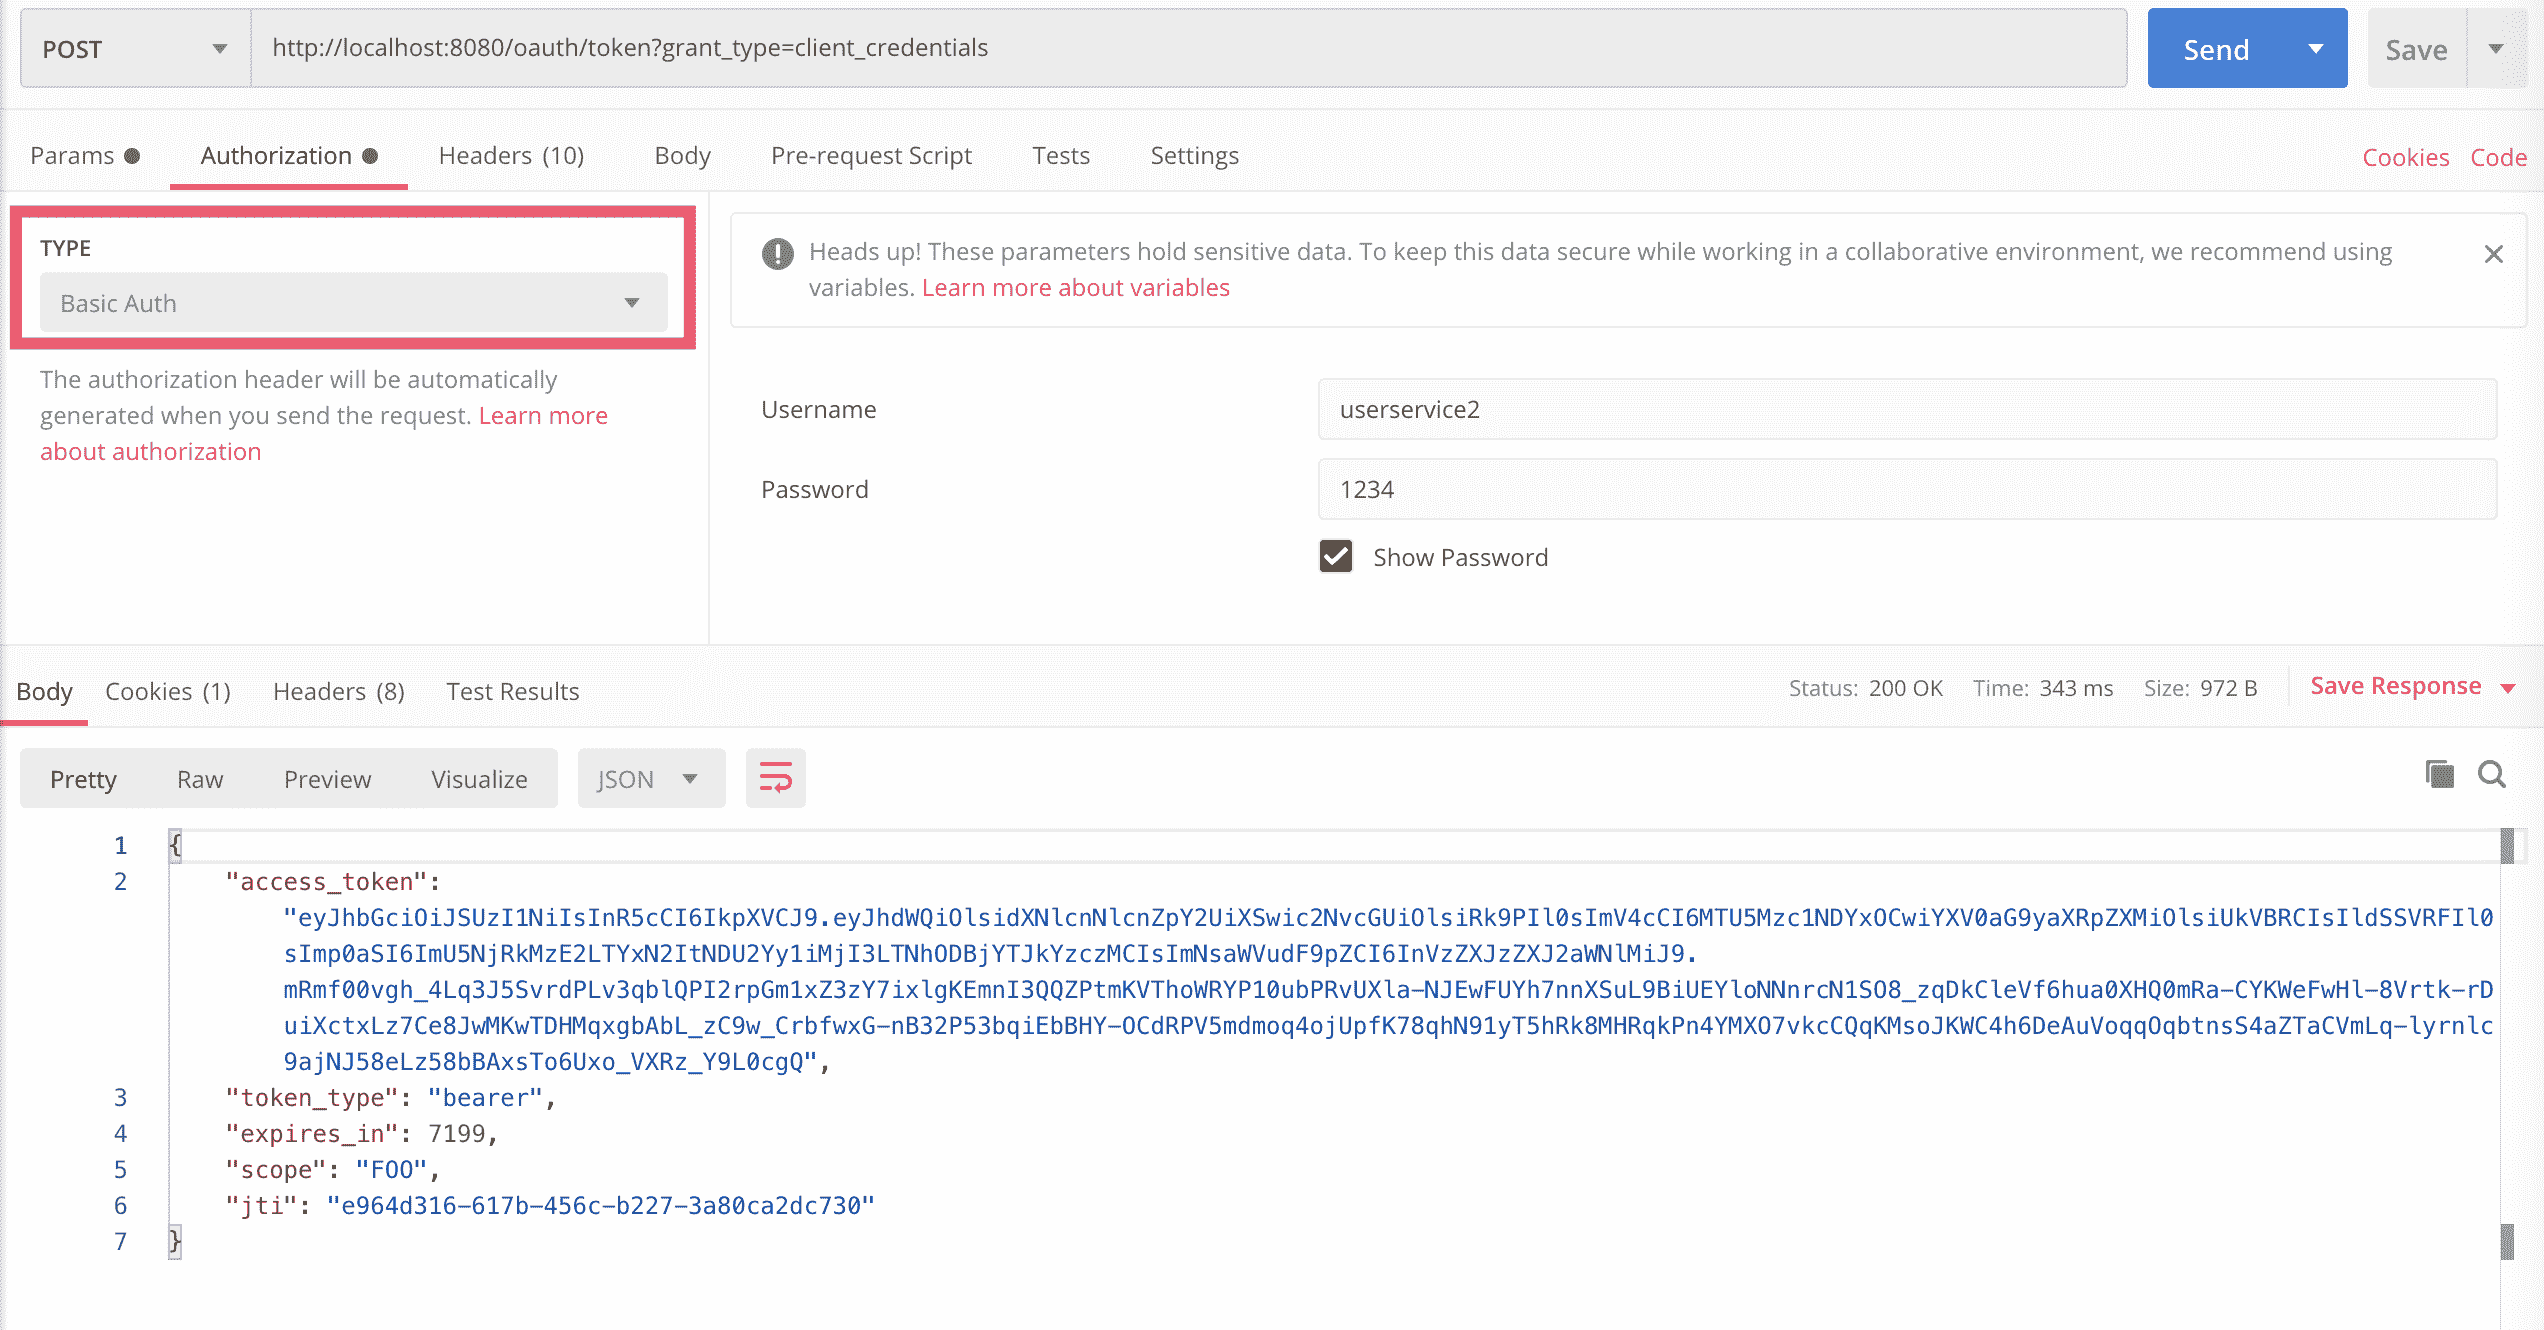 POST
http://localhost:8080/oauth/token?grant_type=client_credentials
Send
Save
Params
Authorization
Headers (10)
Body
Pre-request Script
Tests
Settings
Cookies
Code
TYPE
Basic Auth
The authorization header will be automatically
generated when you send the request. Learn more
about authorization
Heads up! These parameters hold sensitive data. To keep this data secure while working in a collaborative environment, we recommend using
variables. Learn more about variables
Username
userservice2
Password
1234
Show Password
Body
Cookies (1)
Headers (8)
Test Results
Status: 200 OK
Time: 343 ms
Size: 972 B
Save Response
Pretty
Raw
Preview
Visualize
JSON
1 {
2 "access_token":
"eyJhbGciOiJSUzI1NiIsInR5cCI6IkpXVCJ9.eyJhdWQiOlsidXNlcnNlcnZpY2UiXSwic2NvcGUiOlsiRk9PIl0sImV4cCI6MTU5Mzc1NDYxOCwiYXV0aG9yaXRpZXMiOlsiUkVBRCIsIldSSVRFIl0
sImp0aSI6ImU5NjRkMzE2LTYxN2ItNDU2Yy1iMjI3LTNhODBjYTJkYzczMCIsImNsaWVudF9pZCI6InVzZXJzZXJ2aWNlMiJ9.
mRmf00vgh_4Lq3J5SvrdPLv3qblQPI2rpGm1xZ3zY7ixlgKEmnI3QQZPtmKVThoWRYP10ubPRvUXla-NJEwFUYh7nnXSuL9BiUEYloNNnrcN1SO8_zqDkCleVf6hua0XHQ0mRa-CYKWeFwHl-8Vrtk-rD
uiXctxLz7Ce8JwMKwTDHMqxgbAbL_zC9w_CrbfwxG-nB32P53bqiEbBHY-OCdRPV5mdmoq4ojUpfK78qhN91yT5hRk8MHRqkPn4YMXO7vkcCQqKMsoJKWC4h6DeAuVoqqOqbtnsS4aZTaCVmLq-lyrnlc
9ajNJ58eLz58bBAxsTo6Uxo_VXRz_Y9L0cgQ",
3 "token_type": "bearer",
4 "expires_in": 7199,
5 "scope": "FOO",
6 "jti": "e964d316-617b-456c-b227-3a80ca2dc730"
7 }